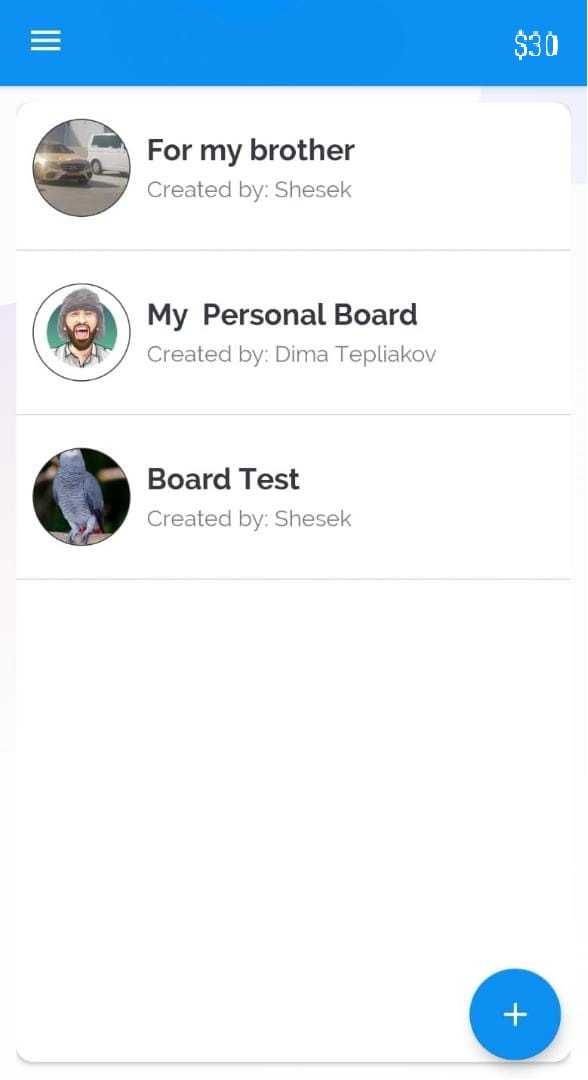 $30
For my brother
Created by: Shesek
My  Personal Board
Created by: Dima Tepliakov
Board Test
Created by: Shesek
+